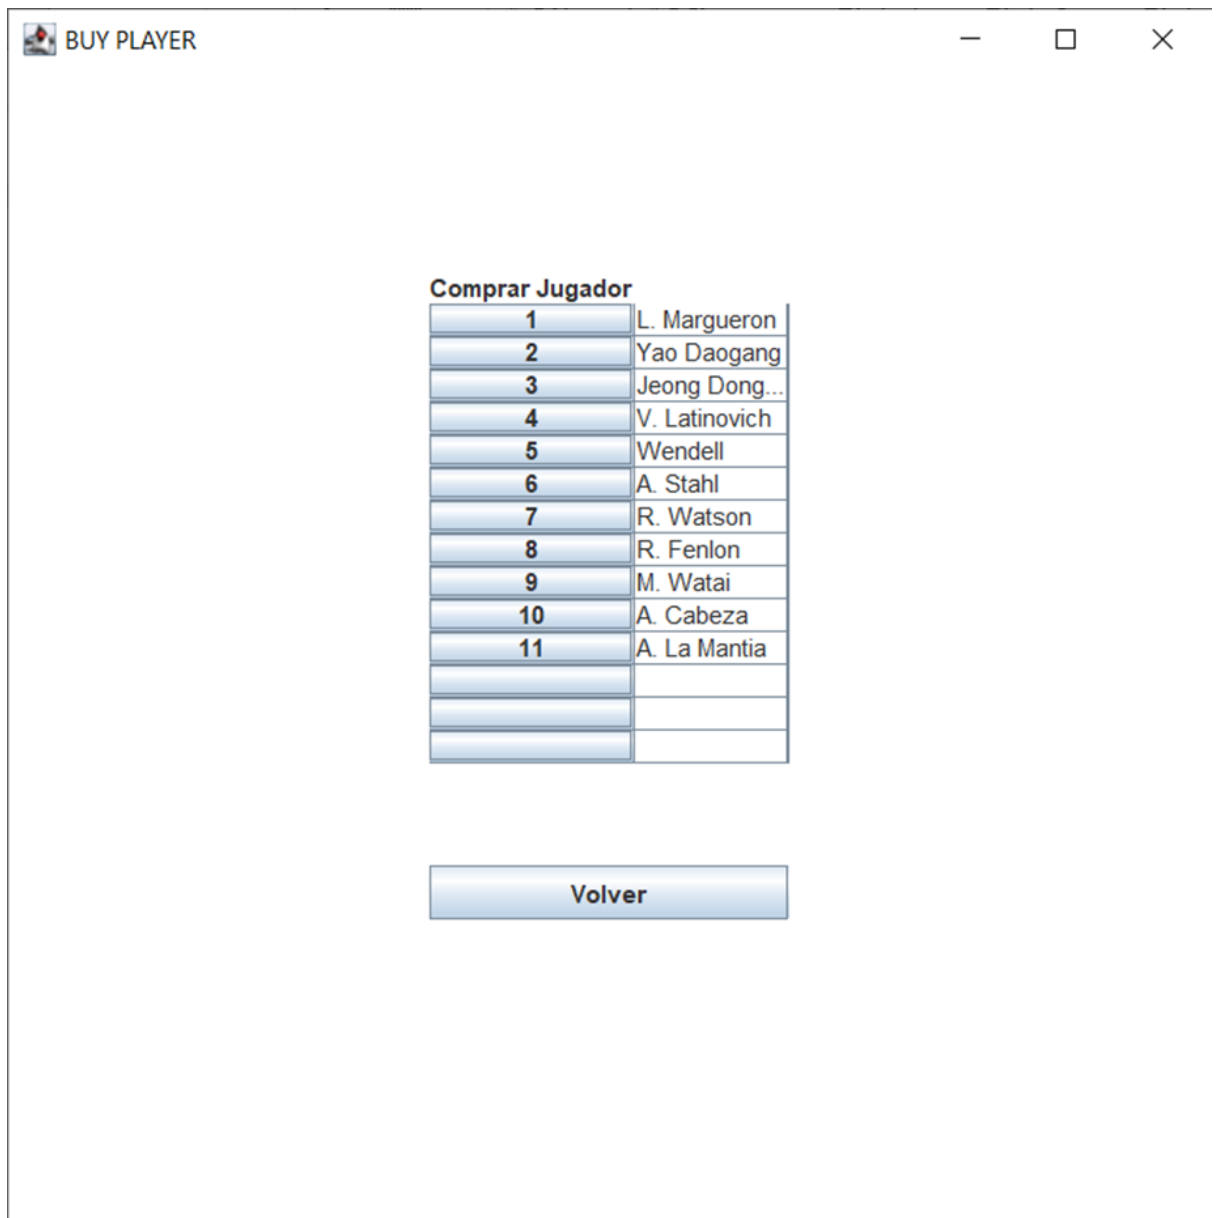 BUY PLAYER
Comprar Jugador
1 L. Margueron
2 Yao Daogang
3 Jeong Dong...
4 V. Latinovich
5 Wendell
6 A. Stahl
7 R. Watson
8 R. Fenlon
9 M. Watai
10 A. Cabeza
11 A. La Mantia
Volver